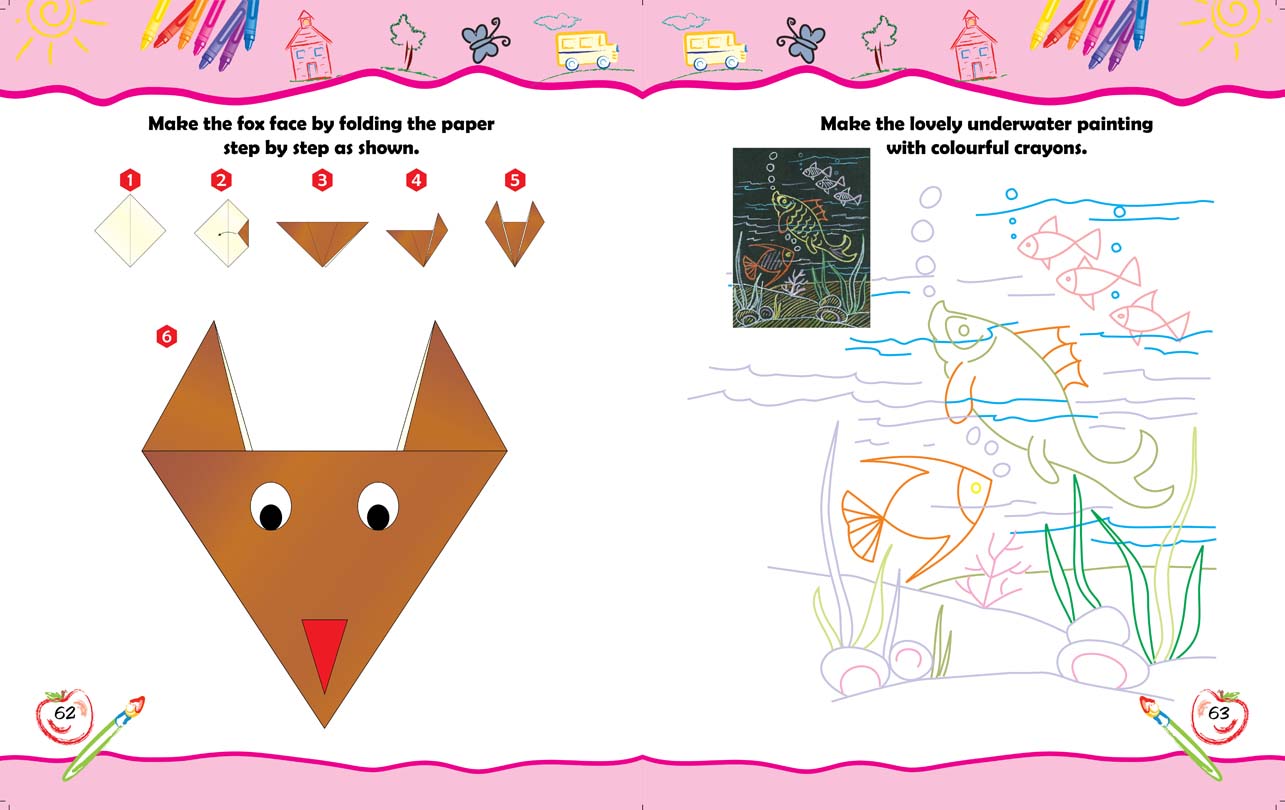 Make the fox face by folding the paper
step by step as shown.
1
2
3
4
5
6
62
Make the lovely underwater painting
with colourful crayons.
63